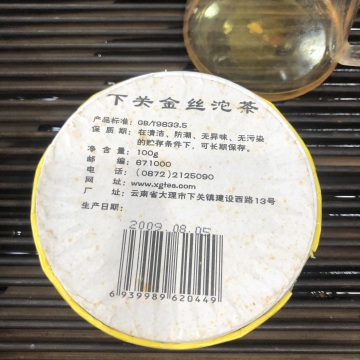 下关金丝沱茶
产品标准: GB/T9833.5
保 质 期: 在清洁、防潮、无异味、无污染
的贮存条件下，可长期保存。
净 含 量: 100g
邮 编: 671000
电 话: (0872)2125090
网 址: www.xgtea.com
厂 址: 云南省大理市下关镇建设西路13号
生产日期:
2009.08.05
6 939989 620449